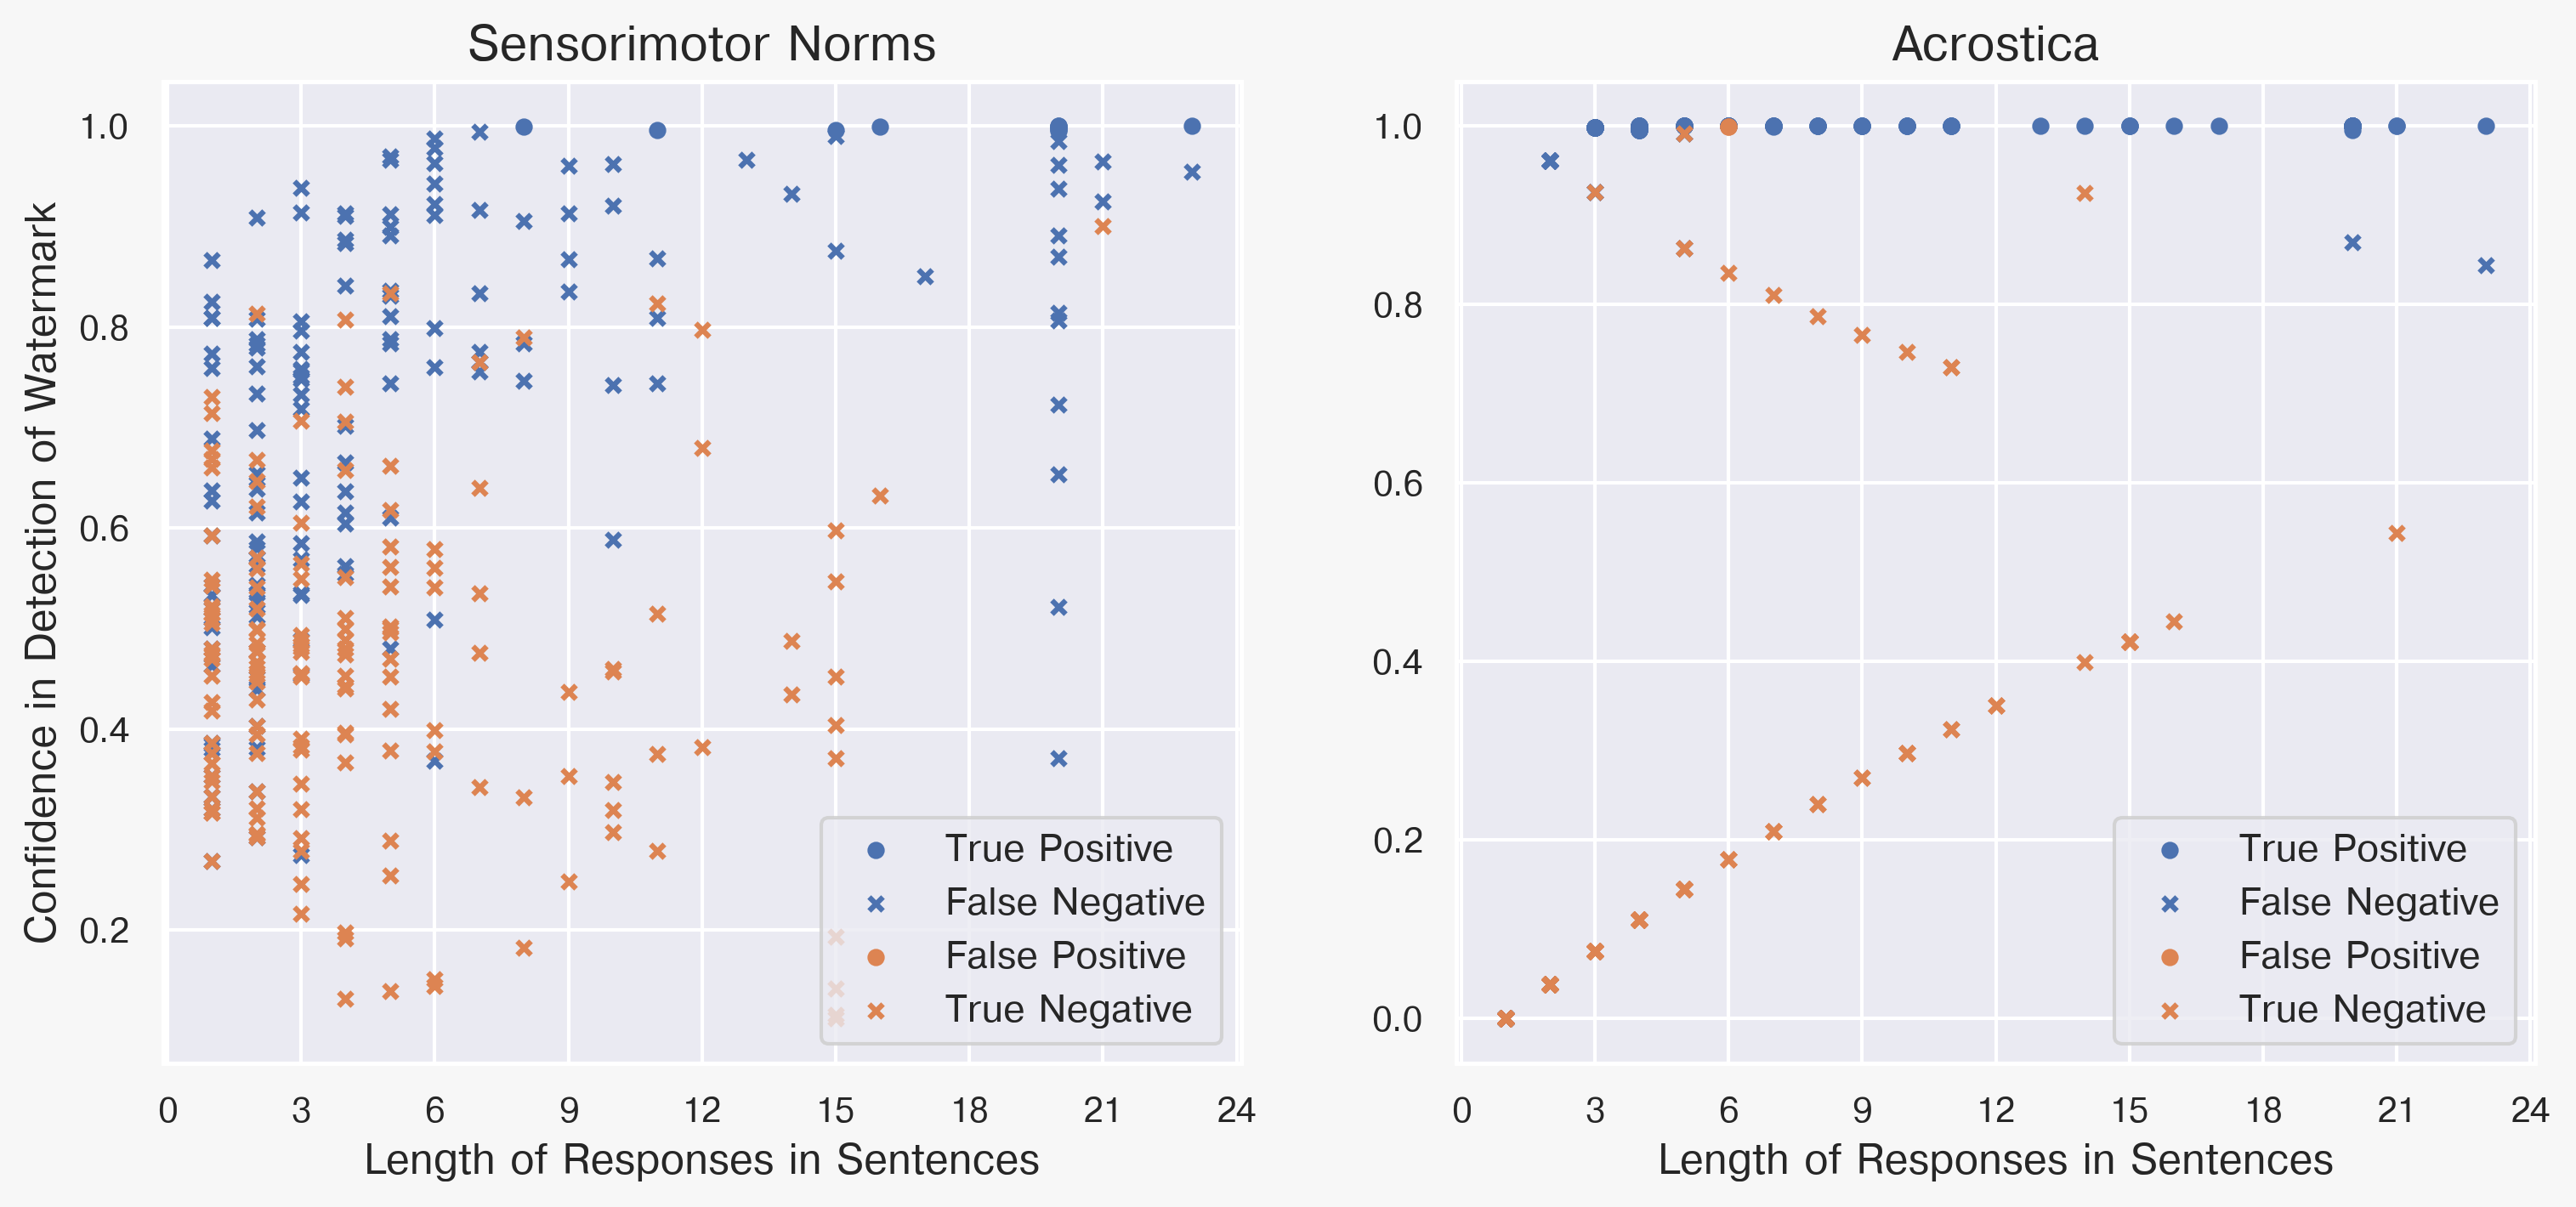 Sensorimotor Norms
Confidence in Detection of Watermark
1.0
0.8
0.6
0.4
0.2
0 3 6 9 12 15 18 21 24
Length of Responses in Sentences
True Positive
False Negative
False Positive
True Negative
Acrostica
1.0
0.8
0.6
0.4
0.2
0.0
0 3 6 9 12 15 18 21 24
Length of Responses in Sentences
True Positive
False Negative
False Positive
True Negative